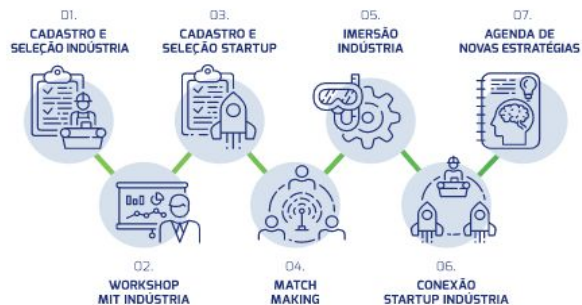 01.
CADASTRO E
SELEÇÃO INDÚSTRIA
02.
WORKSHOP
MIT INDÚSTRIA
03.
CADASTRO E
SELEÇÃO STARTUP
04.
MATCH
MAKING
05.
IMERSÃO
INDÚSTRIA
06.
CONEXÃO
STARTUP INDÚSTRIA
07.
AGENDA DE
NOVAS ESTRATÉGIAS